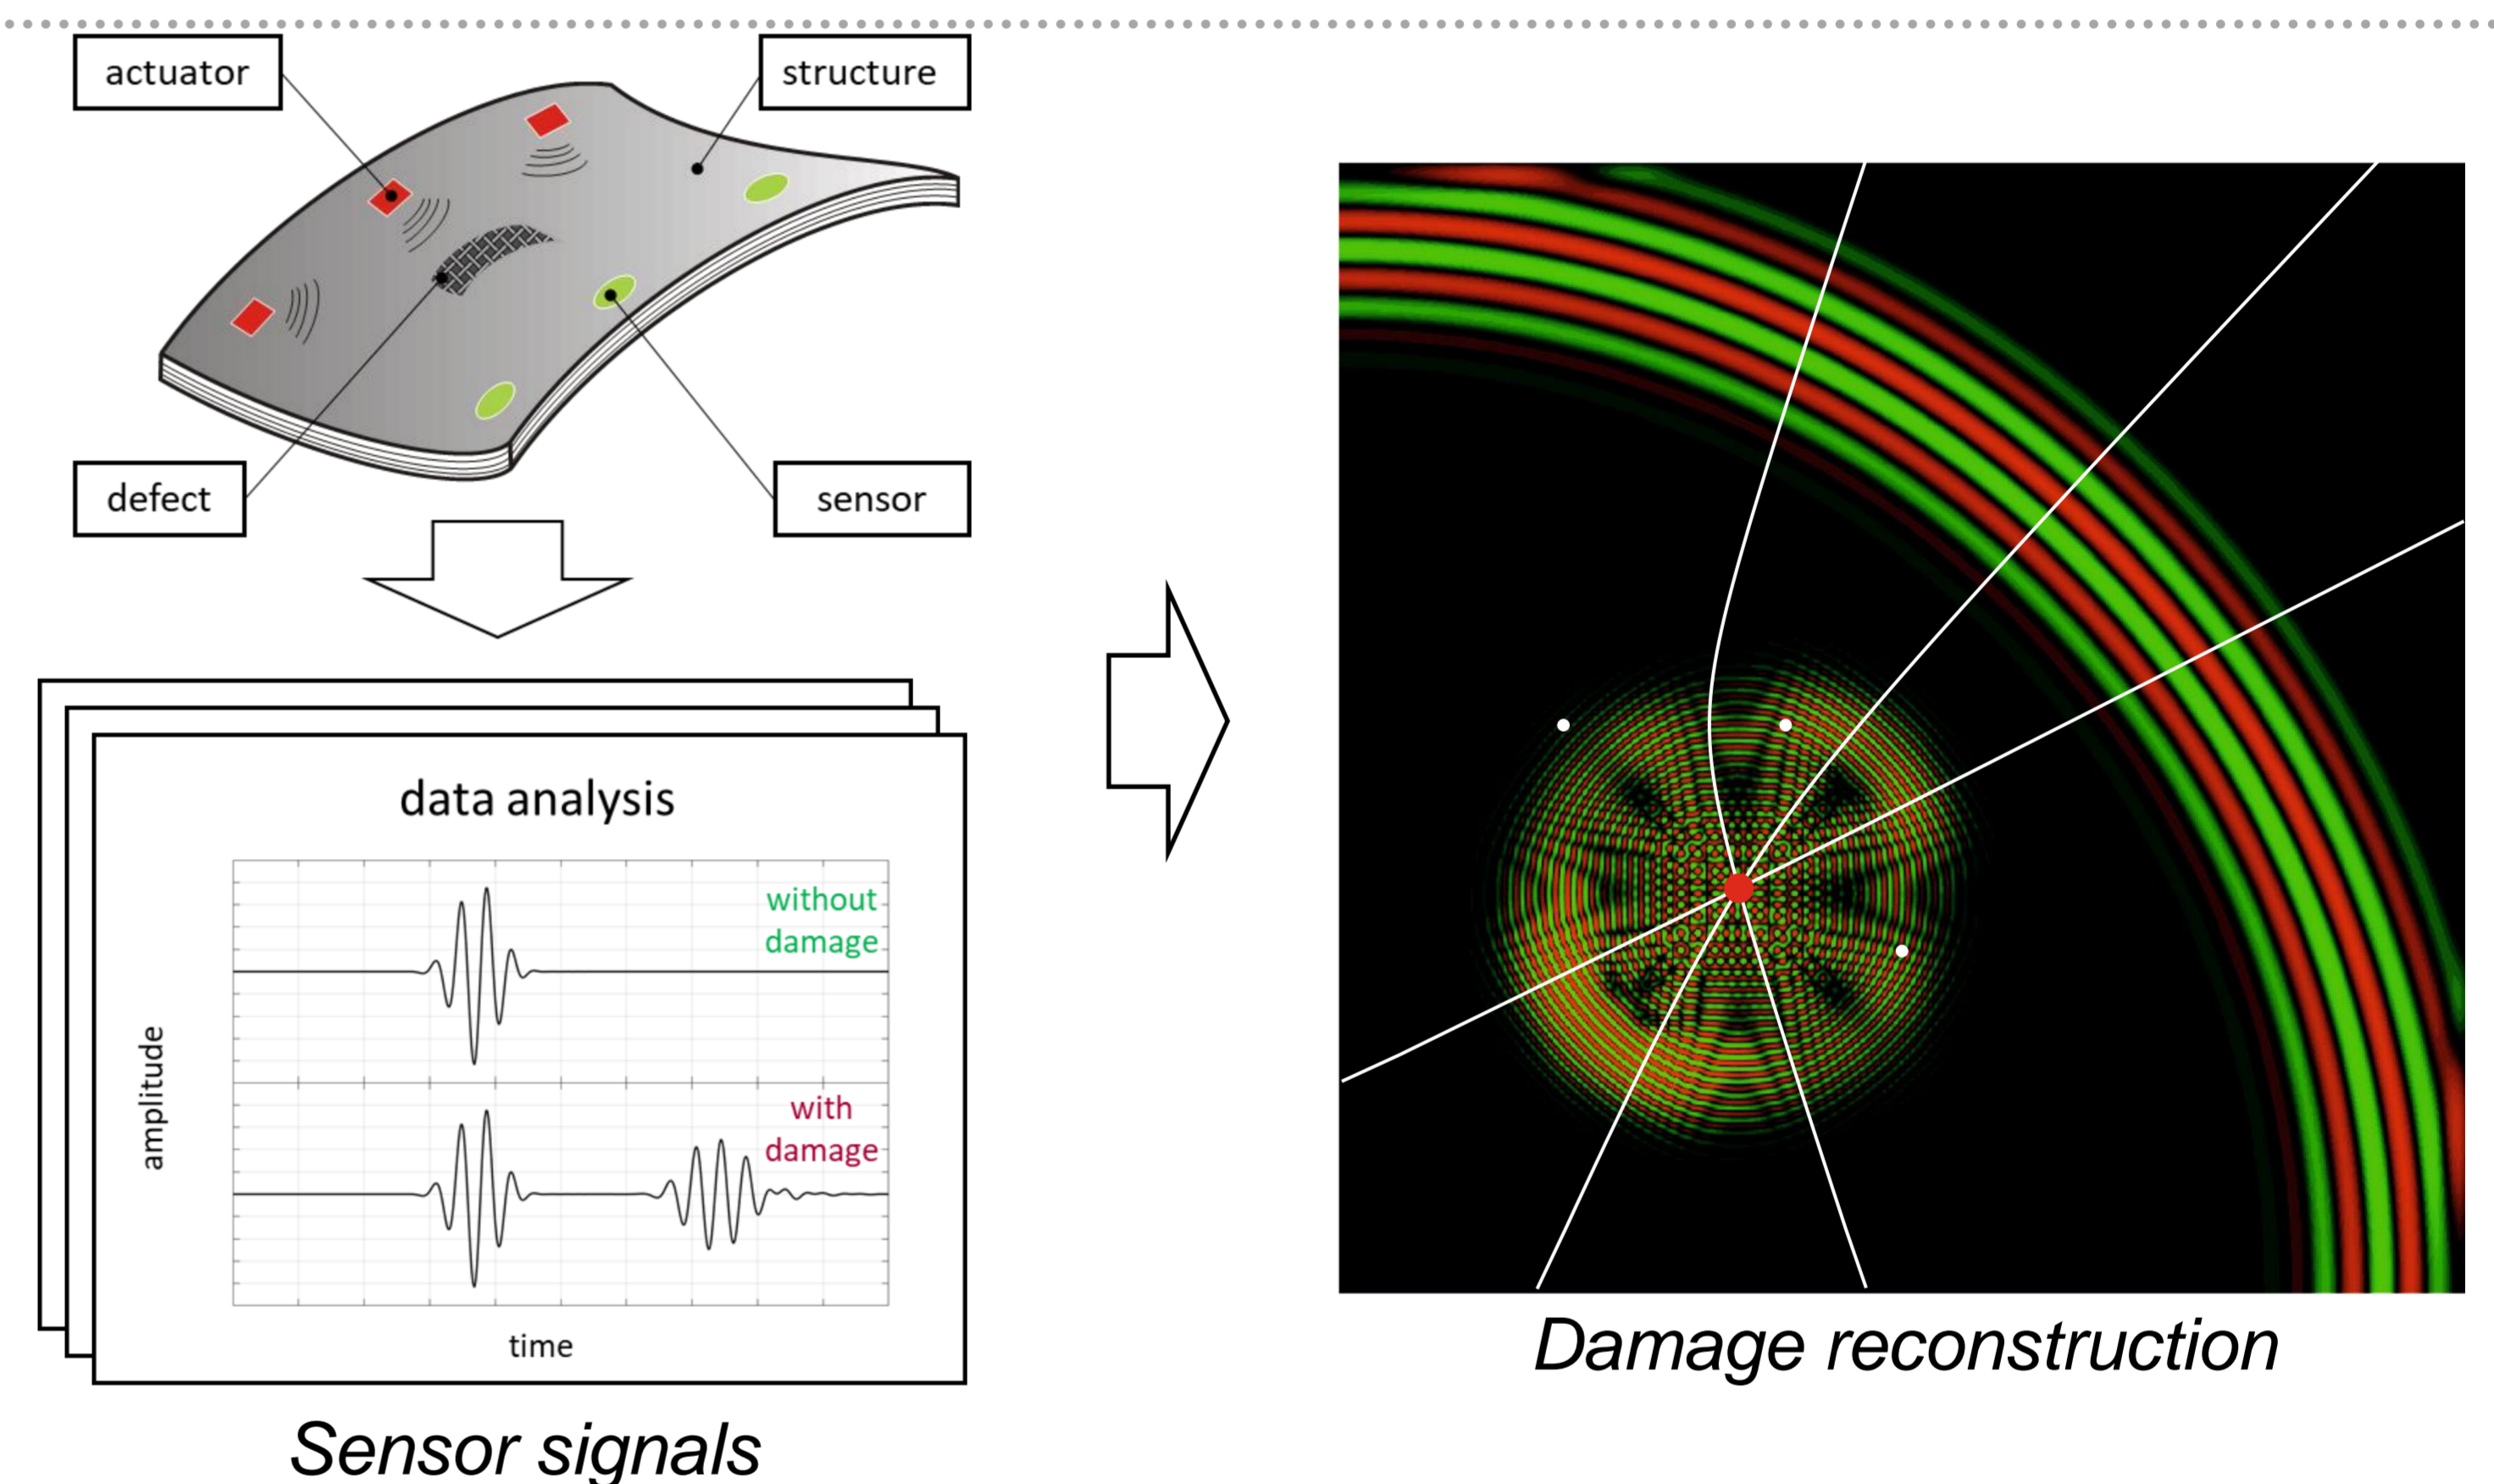 actuator
structure
defect
sensor
data analysis
without
damage
with
damage
amplitude
time
Sensor signals
Damage reconstruction